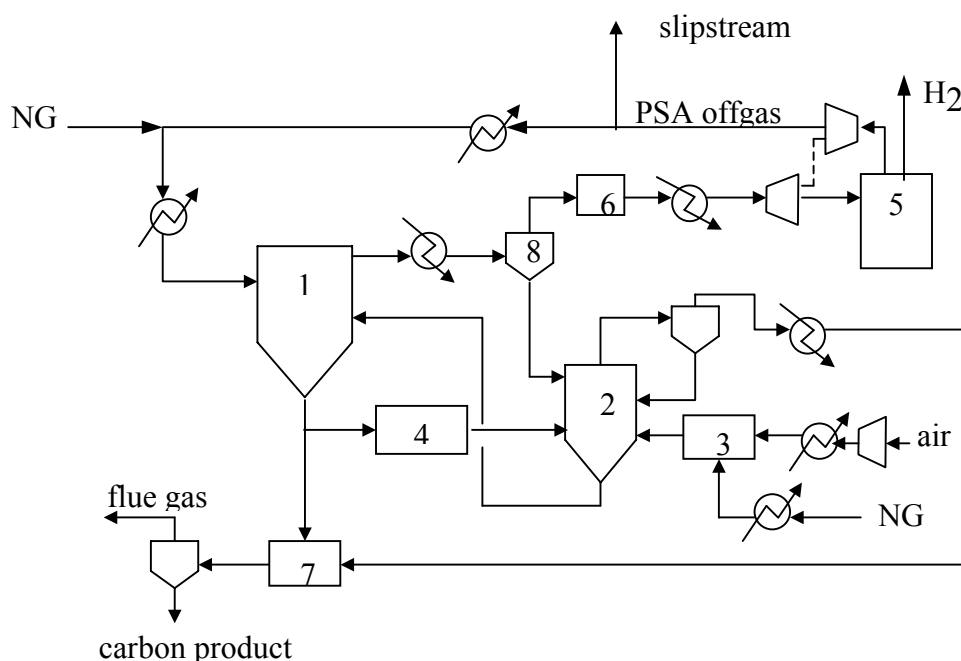 slipstream
NG
PSA offgas
H2
6
5
8
1
2
4
3
air
flue gas
NG
7
carbon product